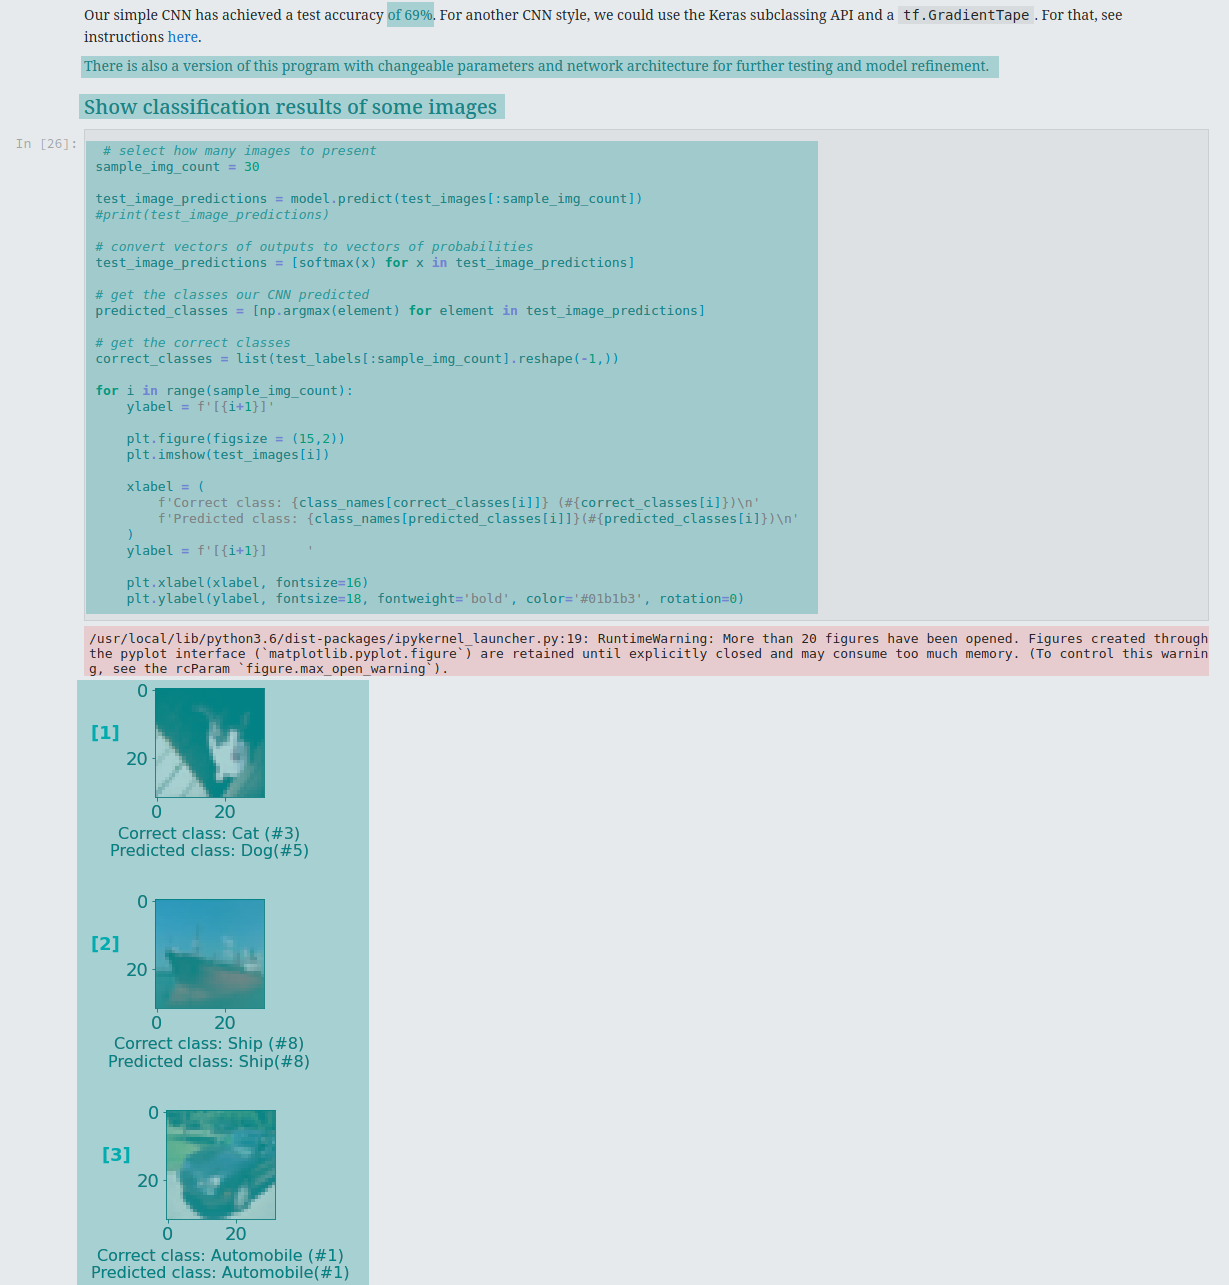 Our simple CNN has achieved a test accuracy of 69%. For another CNN style, we could use the Keras subclassing API and a tf.GradientTape. For that, see
instructions here.
There is also a version of this program with changeable parameters and network architecture for further testing and model refinement.
Show classification results of some images
In [26]:
# select how many images to present
sample_img_count = 30
test_image_predictions = model.predict(test_images[:sample_img_count])
#print(test_image_predictions)
# convert vectors of outputs to vectors of probabilities
test_image_predictions = [softmax(x) for x in test_image_predictions]
# get the classes our CNN predicted
predicted_classes = [np.argmax(element) for element in test_image_predictions]
# get the correct classes
correct_classes = list(test_labels[:sample_img_count].reshape(-1,))
for i in range(sample_img_count):
    ylabel = f'[{i+1}]'
    plt.figure(figsize = (15,2))
    plt.imshow(test_images[i])
    xlabel = (
        f'Correct class: {class_names[correct_classes[i]]} (#{correct_classes[i]})\n'
        f'Predicted class: {class_names[predicted_classes[i]]}(#{predicted_classes[i]})\n'
    )
    ylabel = f'[{i+1}]     '
    plt.xlabel(xlabel, fontsize=16)
    plt.ylabel(ylabel, fontsize=18, fontweight='bold', color='#01b1b3', rotation=0)
/usr/local/lib/python3.6/dist-packages/ipykernel_launcher.py:19: RuntimeWarning: More than 20 figures have been opened. Figures created through
the pyplot interface (`matplotlib.pyplot.figure`) are retained until explicitly closed and may consume too much memory. (To control this warnin
g, see the rcParam `figure.max_open_warning`).
0
[1]
20
0 20
Correct class: Cat (#3)
Predicted class: Dog(#5)
0
[2]
20
0 20
Correct class: Ship (#8)
Predicted class: Ship(#8)
0
[3]
20
0 20
Correct class: Automobile (#1)
Predicted class: Automobile(#1)